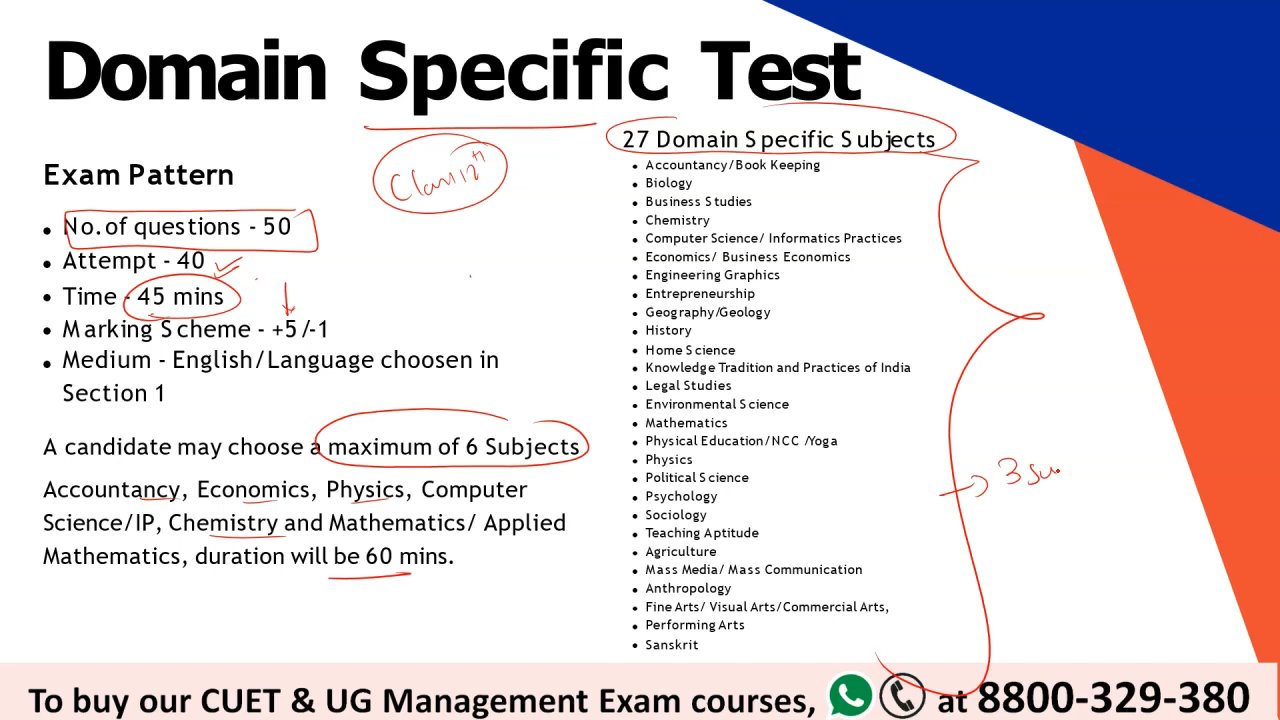 Domain Specific Test
Exam Pattern
• No. of questions - 50
• Attempt - 40
• Time - 45 mins
• Marking Scheme - +5/-1
• Medium - English/Language choosen in
Section 1
A candidate may choose a maximum of 6 Subjects
Accountancy, Economics, Physics, Computer
Science/IP, Chemistry and Mathematics/ Applied
Mathematics, duration will be 60 mins.
Class 12th
27 Domain Specific Subjects
• Accountancy/Book Keeping
• Biology
• Business Studies
• Chemistry
• Computer Science/ Informatics Practices
• Economics/ Business Economics
• Engineering Graphics
• Entrepreneurship
• Geography/Geology
• History
• Home Science
• Knowledge Tradition and Practices of India
• Legal Studies
• Environmental Science
• Mathematics
• Physical Education/NCC /Yoga
• Physics
• Political Science
• Psychology
• Sociology
• Teaching Aptitude
• Agriculture
• Mass Media/ Mass Communication
• Anthropology
• Fine Arts/ Visual Arts/Commercial Arts,
• Performing Arts
• Sanskrit
3 su
To buy our CUET & UG Management Exam courses, at 8800-329-380